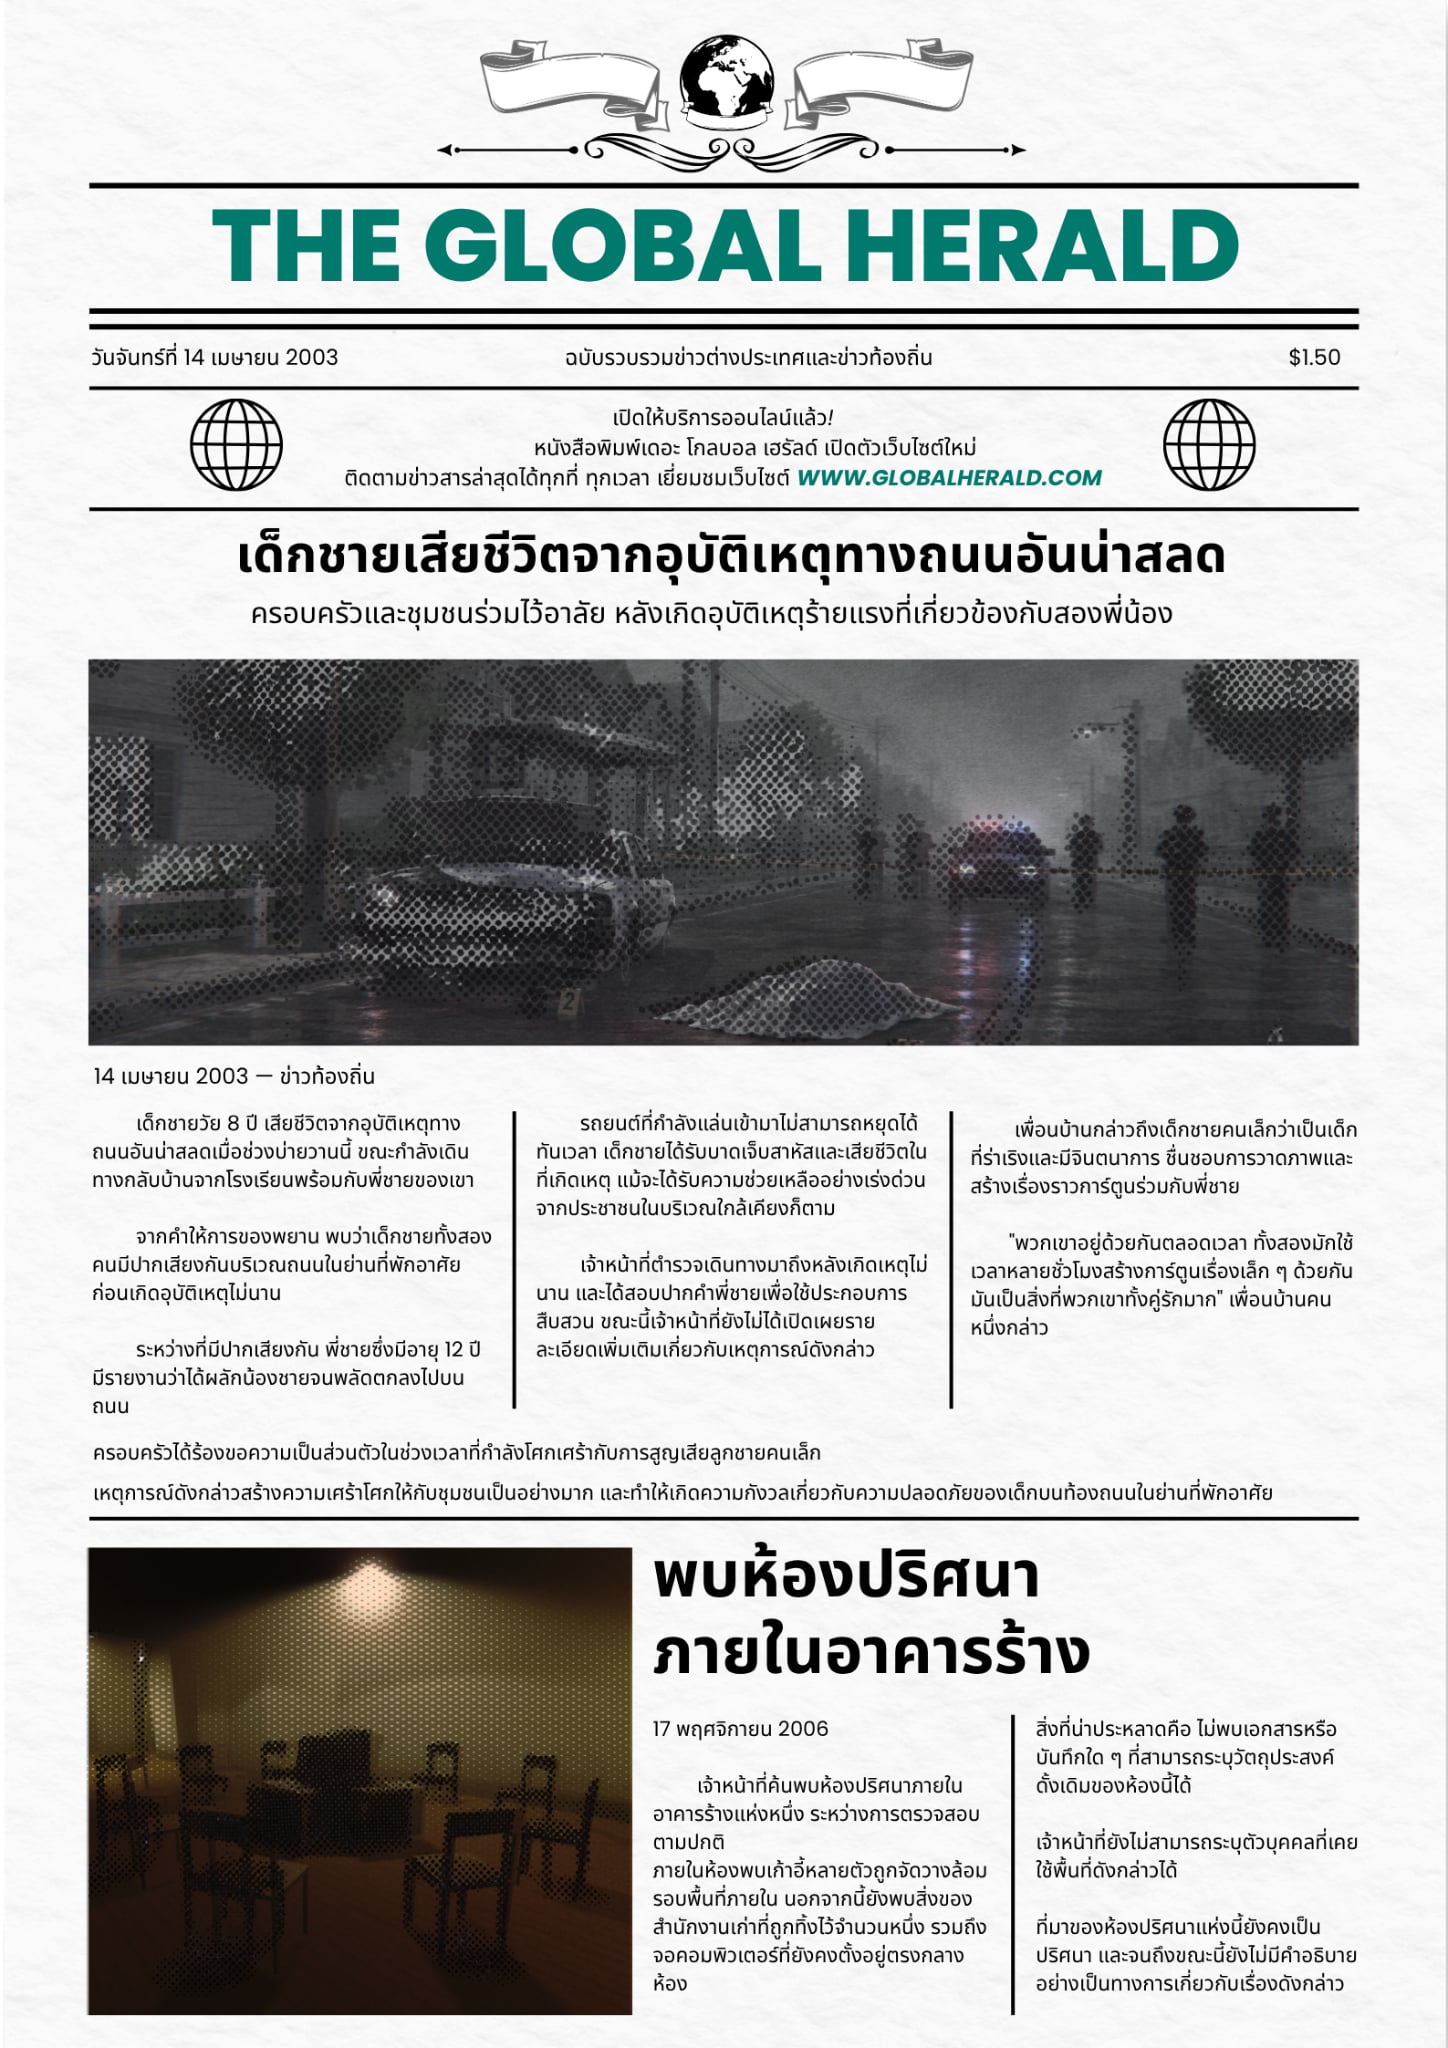 THE GLOBAL HERALD
วันจันทร์ที่ 14 เมษายน 2003
ฉบับรวบรวมข่าวต่างประเทศและข่าวท้องถิ่น
$1.50
เปิดให้บริการออนไลน์แล้ว!
หนังสือพิมพ์เดอะ โกลบอล เฮรัลด์ เปิดตัวเว็บไซต์ใหม่
ติดตามข่าวสารล่าสุดได้ทุกที่ ทุกเวลา เยี่ยมชมเว็บไซต์ WWW.GLOBALHERALD.COM
เด็กชายเสียชีวิตจากอุบัติเหตุทางถนนอันน่าสลด
ครอบครัวและชุมชนร่วมไว้อาลัย หลังเกิดอุบัติเหตุร้ายแรงที่เกี่ยวข้องกับสองพี่น้อง
2
14 เมษายน 2003 — ข่าวท้องถิ่น
เด็กชายวัย 8 ปี เสียชีวิตจากอุบัติเหตุทาง
ถนนอันน่าสลดเมื่อช่วงบ่ายวานนี้ ขณะกำลังเดิน
ทางกลับบ้านจากโรงเรียนพร้อมกับพี่ชายของเขา
จากคำให้การของพยาน พบว่าเด็กชายทั้งสอง
คนมีปากเสียงกันบริเวณถนนในย่านที่พักอาศัย
ก่อนเกิดอุบัติเหตุไม่นาน
ระหว่างที่มีปากเสียงกัน พี่ชายซึ่งมีอายุ 12 ปี
มีรายงานว่าได้ผลักน้องชายจนพลัดตกลงไปบน
ถนน
รถยนต์ที่กำลังแล่นเข้ามาไม่สามารถหยุดได้
ทันเวลา เด็กชายได้รับบาดเจ็บสาหัสและเสียชีวิตใน
ที่เกิดเหตุ แม้จะได้รับความช่วยเหลืออย่างเร่งด่วน
จากประชาชนในบริเวณใกล้เคียงก็ตาม
เจ้าหน้าที่ตำรวจเดินทางมาถึงหลังเกิดเหตุไม่
นาน และได้สอบปากคำพี่ชายเพื่อใช้ประกอบการ
สืบสวน ขณะนี้เจ้าหน้าที่ยังไม่ได้เปิดเผยราย
ละเอียดเพิ่มเติมเกี่ยวกับเหตุการณ์ดังกล่าว
เพื่อนบ้านกล่าวถึงเด็กชายคนเล็กว่าเป็นเด็ก
ที่ร่าเริงและมีจินตนาการ ชื่นชอบการวาดภาพและ
สร้างเรื่องราวการ์ตูนร่วมกับพี่ชาย
"พวกเขาอยู่ด้วยกันตลอดเวลา ทั้งสองมักใช้
เวลาหลายชั่วโมงสร้างการ์ตูนเรื่องเล็ก ๆ ด้วยกัน
มันเป็นสิ่งที่พวกเขาทั้งคู่รักมาก" เพื่อนบ้านคน
หนึ่งกล่าว
ครอบครัวได้ร้องขอความเป็นส่วนตัวในช่วงเวลาที่กำลังโศกเศร้ากับการสูญเสียลูกชายคนเล็ก
เหตุการณ์ดังกล่าวสร้างความเศร้าโศกให้กับชุมชนเป็นอย่างมาก และทำให้เกิดความกังวลเกี่ยวกับความปลอดภัยของเด็กบนท้องถนนในย่านที่พักอาศัย
พบห้องปริศนา
ภายในอาคารร้าง
17 พฤศจิกายน 2006
เจ้าหน้าที่ค้นพบห้องปริศนาภายใน
อาคารร้างแห่งหนึ่ง ระหว่างการตรวจสอบ
ตามปกติ
ภายในห้องพบเก้าอี้หลายตัวถูกจัดวางล้อม
รอบพื้นที่ภายใน นอกจากนี้ยังพบสิ่งของ
สำนักงานเก่าที่ถูกทิ้งไว้จำนวนหนึ่ง รวมถึง
จอคอมพิวเตอร์ที่ยังคงตั้งอยู่ตรงกลาง
ห้อง
สิ่งที่น่าประหลาดคือ ไม่พบเอกสารหรือ
บันทึกใด ๆ ที่สามารถระบุวัตถุประสงค์
ดั้งเดิมของห้องนี้ได้
เจ้าหน้าที่ยังไม่สามารถระบุตัวบุคคลที่เคย
ใช้พื้นที่ดังกล่าวได้
ที่มาของห้องปริศนาแห่งนี้ยังคงเป็น
ปริศนา และจนถึงขณะนี้ยังไม่มีคำอธิบาย
อย่างเป็นทางการเกี่ยวกับเรื่องดังกล่าว